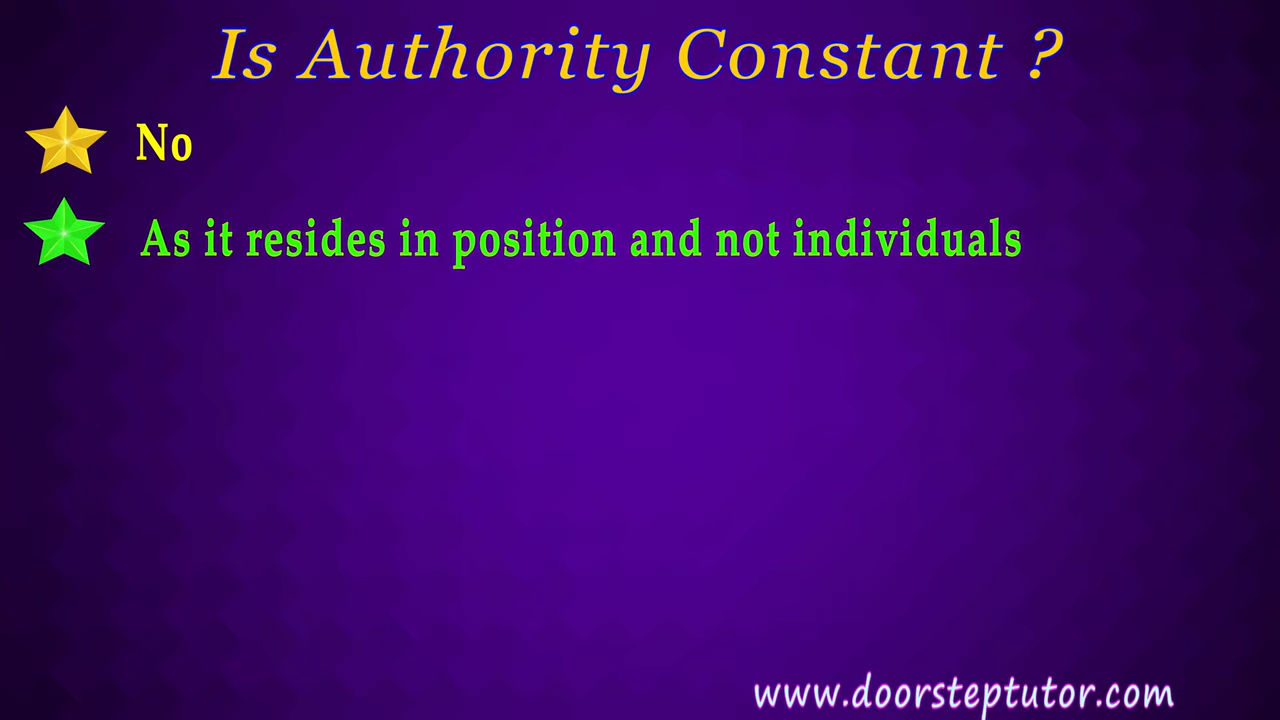 Is Authority Constant ?
No
As it resides in position and not individuals
www.doorsteptutor.com